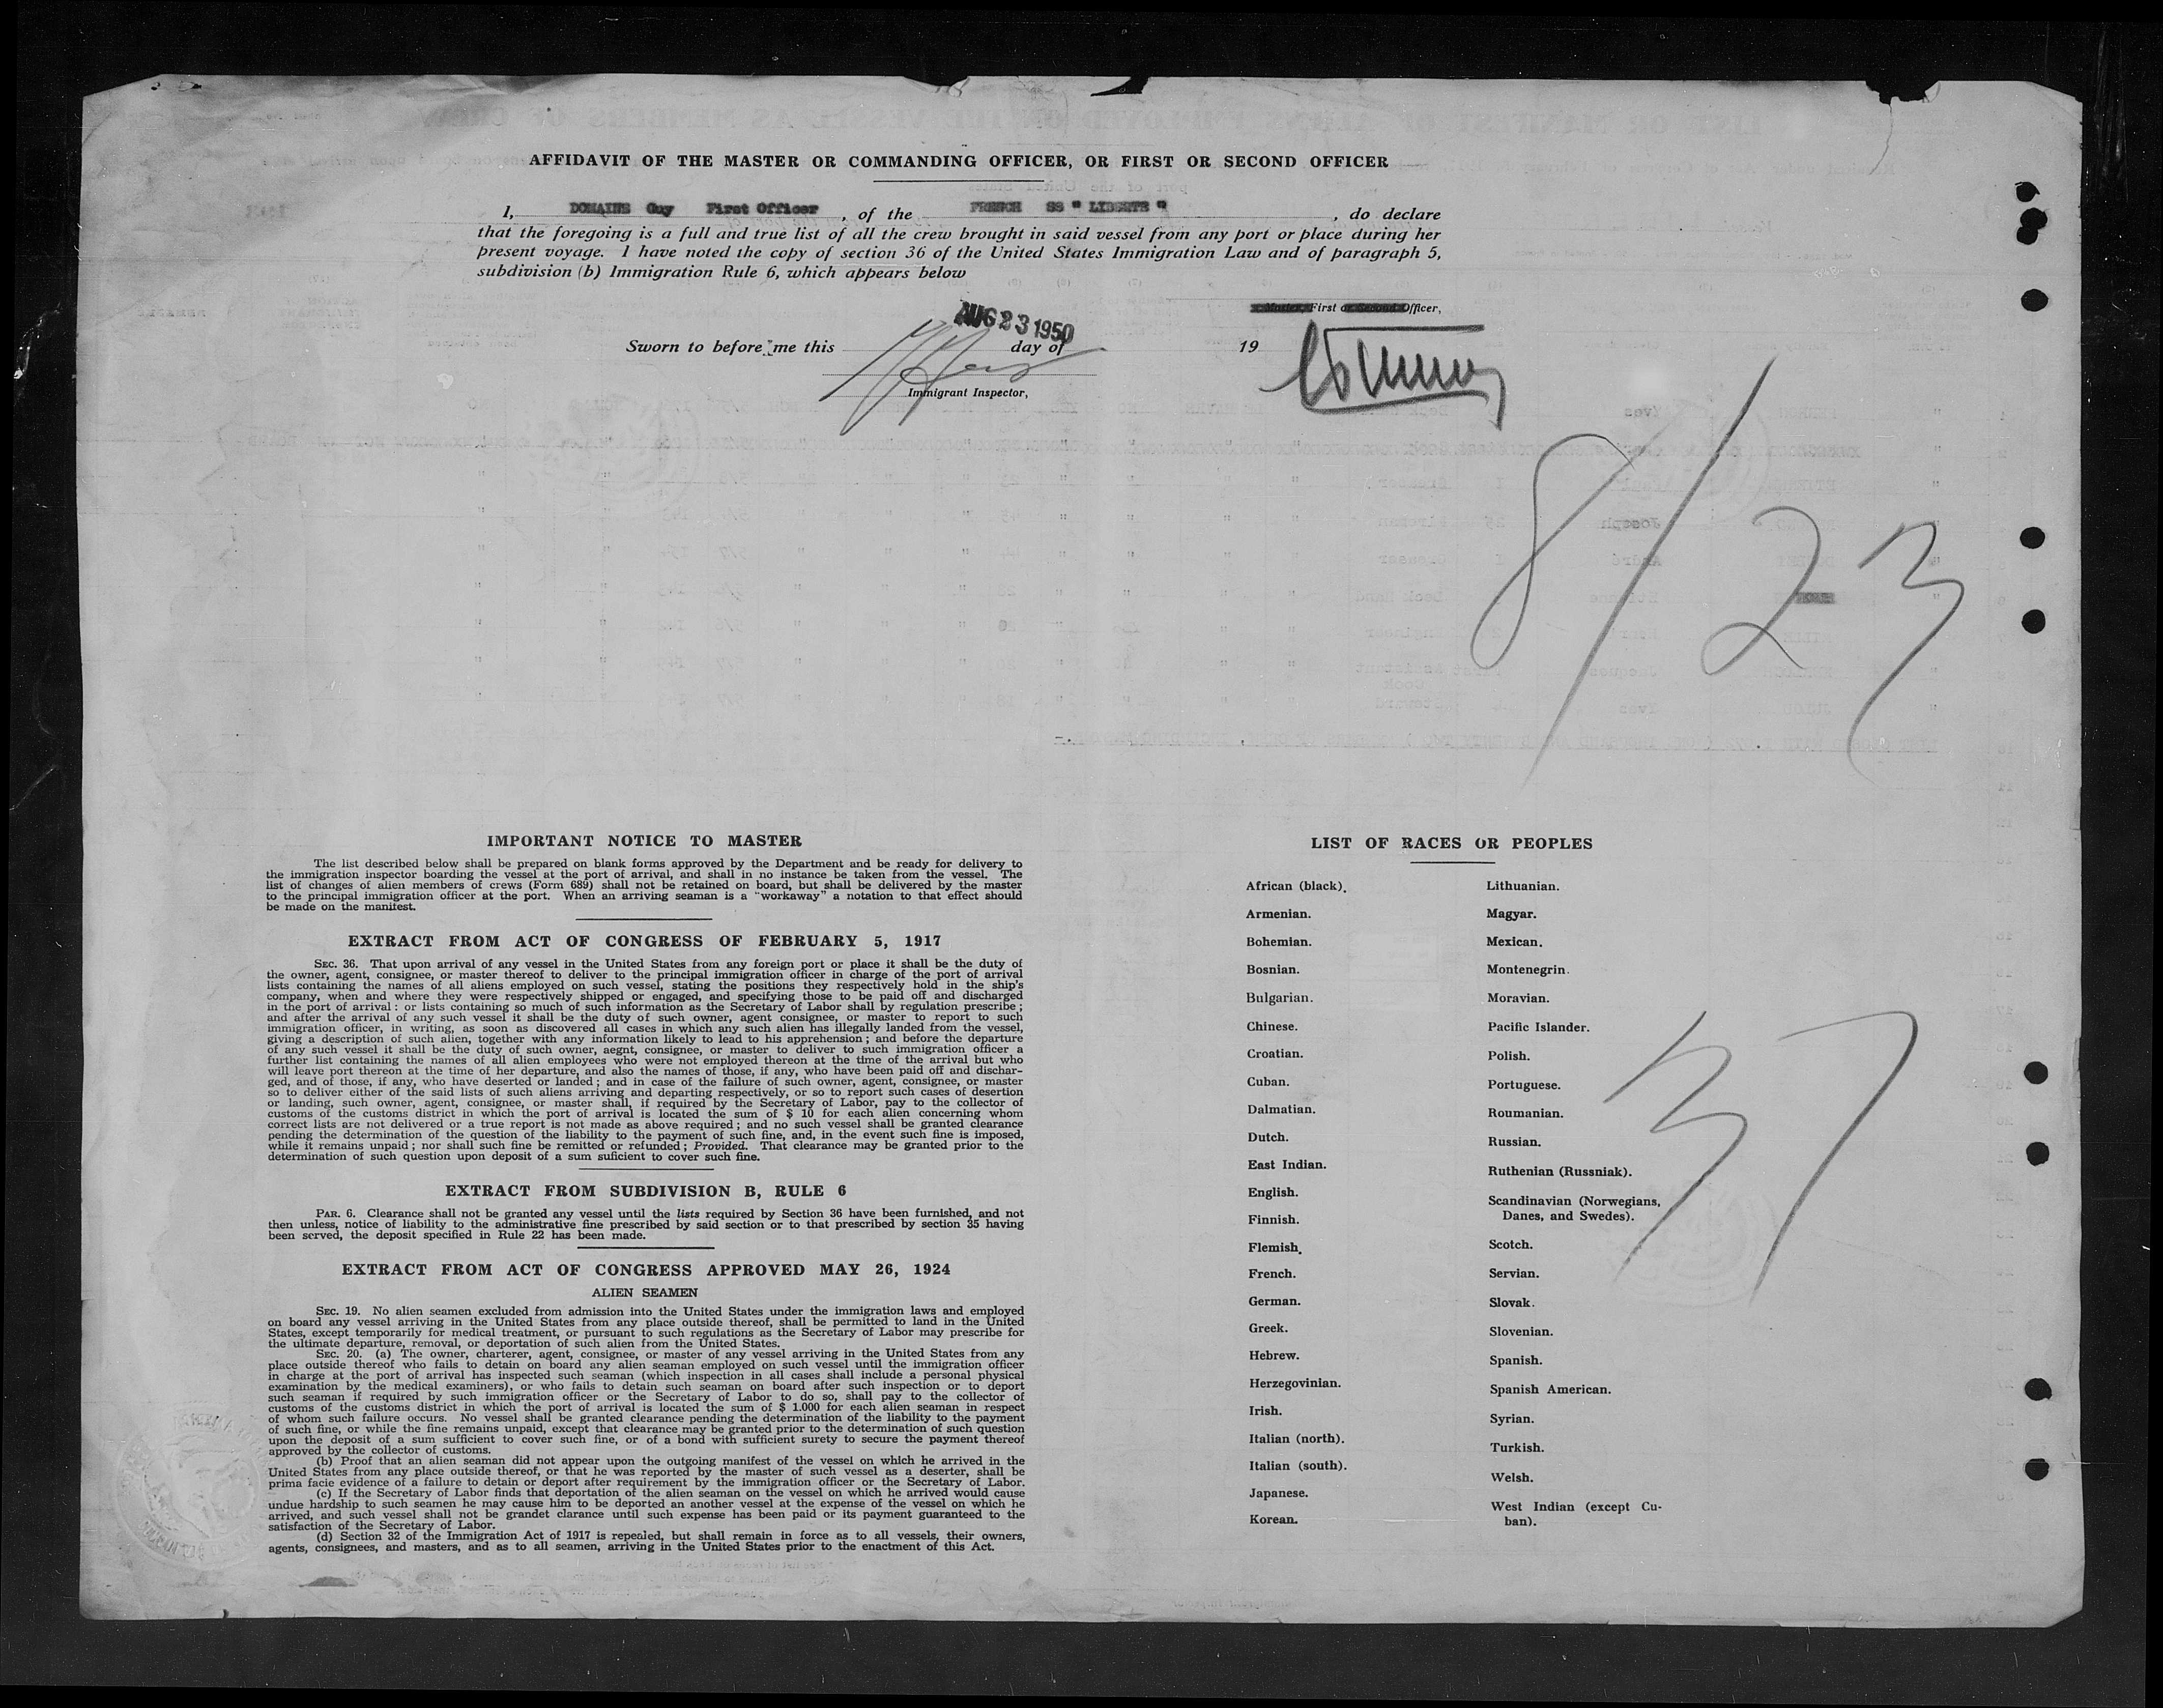 AFFIDAVIT OF THE MASTER OR COMMANDING OFFICER, OR FIRST OR SECOND OFFICER
I, DOMAINE Guy First Officer , of the FRENCH SS " LIBERTE " , do declare
that the foregoing is a full and true list of all the crew brought in said vessel from any port or place during her
present voyage. I have noted the copy of section 36 of the United States Immigration Law and of paragraph 5,
subdivision (b) Immigration Rule 6, which appears below
First Officer,
AUG 23 1950
Sworn to before me this day of 19
Immigrant Inspector,
8/23
IMPORTANT NOTICE TO MASTER
The list described below shall be prepared on blank forms approved by the Department and be ready for delivery to
the immigration inspector boarding the vessel at the port of arrival, and shall in no instance be taken from the vessel. The
list of changes of alien members of crews (Form 689) shall not be retained on board, but shall be delivered by the master
to the principal immigration officer at the port. When an arriving seaman is a "workaway" a notation to that effect should
be made on the manifest.
EXTRACT FROM ACT OF CONGRESS OF FEBRUARY 5, 1917
SEC. 36. That upon arrival of any vessel in the United States from any foreign port or place it shall be the duty of
the owner, agent, consignee, or master thereof to deliver to the principal immigration officer in charge of the port of arrival
lists containing the names of all aliens employed on such vessel, stating the positions they respectively hold in the ship's
company, when and where they were respectively shipped or engaged, and specifying those to be paid off and discharged
in the port of arrival : or lists containing so much of such information as the Secretary of Labor shall by regulation prescribe ;
and after the arrival of any such vessel it shall be the duty of such owner, agent consignee, or master to report to such
immigration officer, in writing, as soon as discovered all cases in which any such alien has illegally landed from the vessel,
giving a description of such alien, together with any information likely to lead to his apprehension ; and before the departure
of any such vessel it shall be the duty of such owner, aegnt, consignee, or master to deliver to such immigration officer a
further list containing the names of all alien employees who were not employed thereon at the time of the arrival but who
will leave port thereon at the time of her departure, and also the names of those, if any, who have been paid off and dischar-
ged, and of those, if any, who have deserted or landed ; and in case of the failure of such owner, agent, consignee, or master
so to deliver either of the said lists of such aliens arriving and departing respectively, or so to report such cases of desertion
or landing, such owner, agent, consignee, or master shall, if required by the Secretary of Labor, pay to the collector of
customs of the customs district in which the port of arrival is located the sum of $ 10 for each alien concerning whom
correct lists are not delivered or a true report is not made as above required ; and no such vessel shall be granted clearance
pending the determination of the question of the liability to the payment of such fine, and, in the event such fine is imposed,
while it remains unpaid ; nor shall such fine be remitted or refunded ; Provided. That clearance may be granted prior to the
determination of such question upon deposit of a sum suficient to cover such fine.
EXTRACT FROM SUBDIVISION B, RULE 6
PAR. 6. Clearance shall not be granted any vessel until the lists required by Section 36 have been furnished, and not
then unless, notice of liability to the administrative fine prescribed by said section or to that prescribed by section 35 having
been served, the deposit specified in Rule 22 has been made.
EXTRACT FROM ACT OF CONGRESS APPROVED MAY 26, 1924
ALIEN SEAMEN
SEC. 19. No alien seamen excluded from admission into the United States under the immigration laws and employed
on board any vessel arriving in the United States from any place outside thereof, shall be permitted to land in the United
States, except temporarily for medical treatment, or pursuant to such regulations as the Secretary of Labor may prescribe for
the ultimate departure, removal, or deportation of such alien from the United States.
SEC. 20. (a) The owner, charterer, agent, consignee, or master of any vessel arriving in the United States from any
place outside thereof who fails to detain on board any alien seaman employed on such vessel until the immigration officer
in charge at the port of arrival has inspected such seaman (which inspection in all cases shall include a personal physical
examination by the medical examiners), or who fails to detain such seaman on board after such inspection or to deport
such seaman if required by such immigration officer or the Secretary of Labor to do so, shall pay to the collector of
customs of the customs district in which the port of arrival is located the sum of $ 1.000 for each alien seaman in respect
of whom such failure occurs. No vessel shall be granted clearance pending the determination of the liability to the payment
of such fine, or while the fine remains unpaid, except that clearance may be granted prior to the determination of such question
upon the deposit of a sum sufficient to cover such fine, or of a bond with sufficient surety to secure the payment thereof
approved by the collector of customs.
(b) Proof that an alien seaman did not appear upon the outgoing manifest of the vessel on which he arrived in the
United States from any place outside thereof, or that he was reported by the master of such vessel as a deserter, shall be
prima facie evidence of a failure to detain or deport after requirement by the immigration officer or the Secretary of Labor.
(c) If the Secretary of Labor finds that deportation of the alien seaman on the vessel on which he arrived would cause
undue hardship to such seamen he may cause him to be deported an another vessel at the expense of the vessel on which he
arrived, and such vessel shall not be grandet clarance until such expense has been paid or its payment guaranteed to the
satisfaction of the Secretary of Labor.
(d) Section 32 of the Immigration Act of 1917 is repealed, but shall remain in force as to all vessels, their owners,
agents, consignees, and masters, and as to all seamen, arriving in the United States prior to the enactment of this Act.
LIST OF RACES OR PEOPLES
African (black).
Armenian.
Bohemian.
Bosnian.
Bulgarian.
Chinese.
Croatian.
Cuban.
Dalmatian.
Dutch.
East Indian.
English.
Finnish.
Flemish.
French.
German.
Greek.
Hebrew.
Herzegovinian.
Irish.
Italian (north).
Italian (south).
Japanese.
Korean.
Lithuanian.
Magyar.
Mexican.
Montenegrin.
Moravian.
Pacific Islander.
Polish.
Portuguese.
Roumanian.
Russian.
Ruthenian (Russniak).
Scandinavian (Norwegians,
Danes, and Swedes).
Scotch.
Servian.
Slovak.
Slovenian.
Spanish.
Spanish American.
Syrian.
Turkish.
Welsh.
West Indian (except Cu-
ban).
37